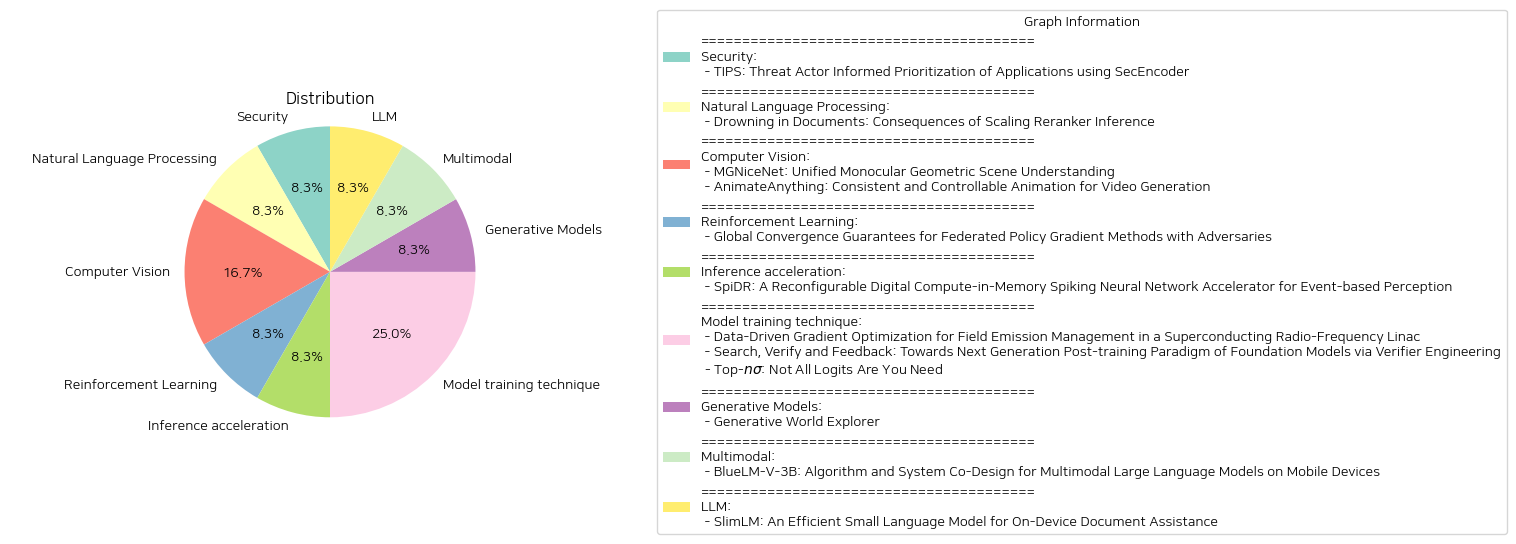 Distribution
Security
LLM
Natural Language Processing
Multimodal
8.3%
8.3%
8.3%
8.3%
Generative Models
8.3%
Computer Vision
16.7%
8.3%
25.0%
8.3%
Reinforcement Learning
Model training technique
Inference acceleration
Graph Information
========================================
Security:
- TIPS: Threat Actor Informed Prioritization of Applications using SecEncoder
========================================
Natural Language Processing:
- Drowning in Documents: Consequences of Scaling Reranker Inference
========================================
Computer Vision:
- MGNiceNet: Unified Monocular Geometric Scene Understanding
- AnimateAnything: Consistent and Controllable Animation for Video Generation
========================================
Reinforcement Learning:
- Global Convergence Guarantees for Federated Policy Gradient Methods with Adversaries
========================================
Inference acceleration:
- SpiDR: A Reconfigurable Digital Compute-in-Memory Spiking Neural Network Accelerator for Event-based Perception
========================================
Model training technique:
- Data-Driven Gradient Optimization for Field Emission Management in a Superconducting Radio-Frequency Linac
- Search, Verify and Feedback: Towards Next Generation Post-training Paradigm of Foundation Models via Verifier Engineering
- Top-nσ: Not All Logits Are You Need
========================================
Generative Models:
- Generative World Explorer
========================================
Multimodal:
- BlueLM-V-3B: Algorithm and System Co-Design for Multimodal Large Language Models on Mobile Devices
========================================
LLM:
- SlimLM: An Efficient Small Language Model for On-Device Document Assistance